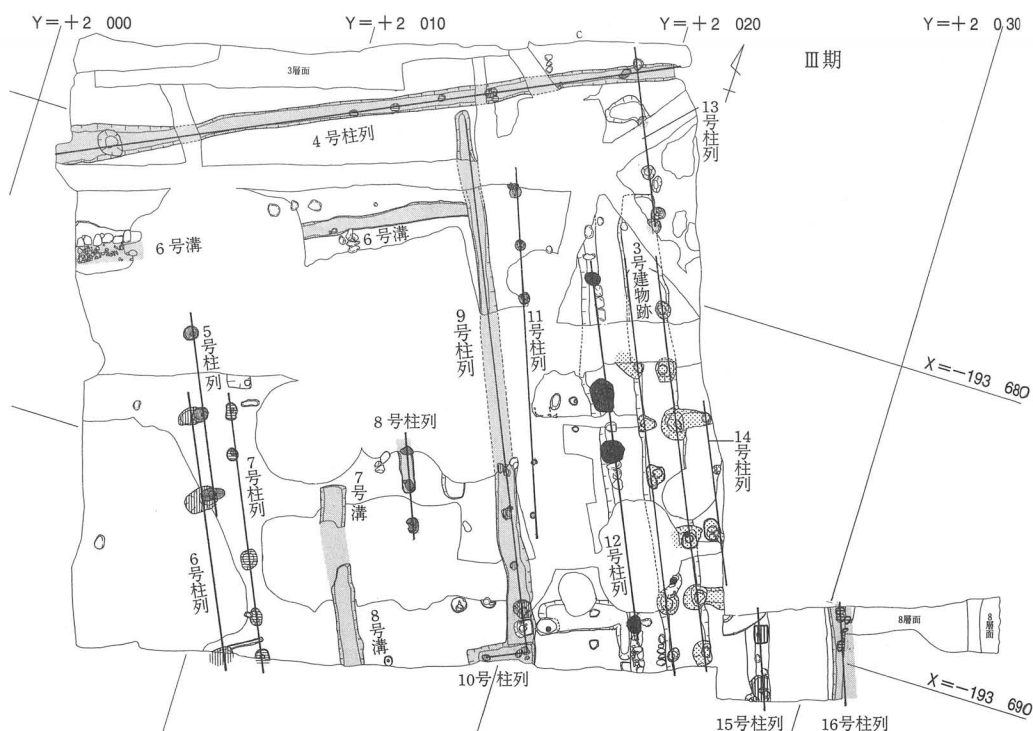 Y=+2 000
Y=+2 010
Y=+2 020
Y=+2 030
C
3層面
Ⅲ期
4号柱列
13号柱列
6号溝
6号溝
3号建物跡
5号柱列
9号柱列
11号柱列
X=-193 680
8号柱列
7号柱列
7号溝
14号柱列
6号柱列
12号柱列
8号溝
8層面
8層面
10号柱列
X=-193 690
15号柱列
16号柱列